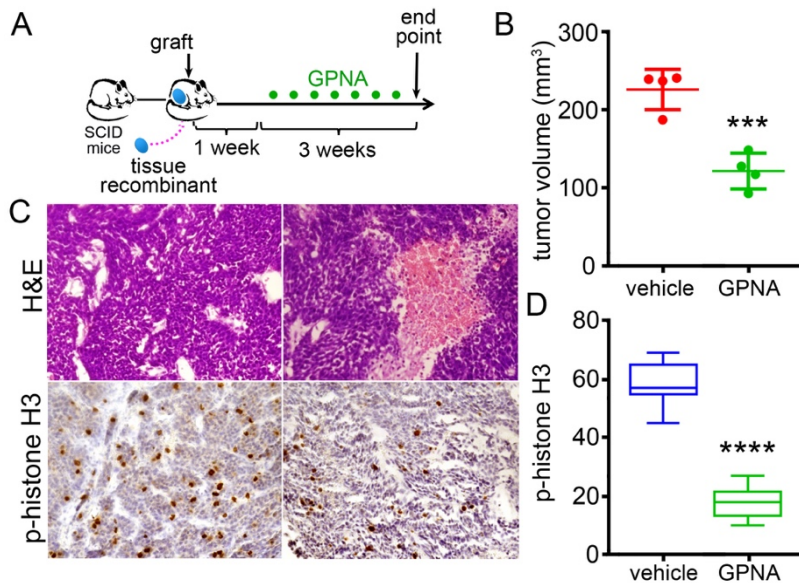 A
graft
end
point
GPNA
SCID
mice
1 week
3 weeks
tissue
recombinant
B
tumor volume (mm³)
300
200
100
0
***
vehicle GPNA
C
H&E
p-histone H3
D
p-histone H3
80
60
40
20
0
****
vehicle GPNA